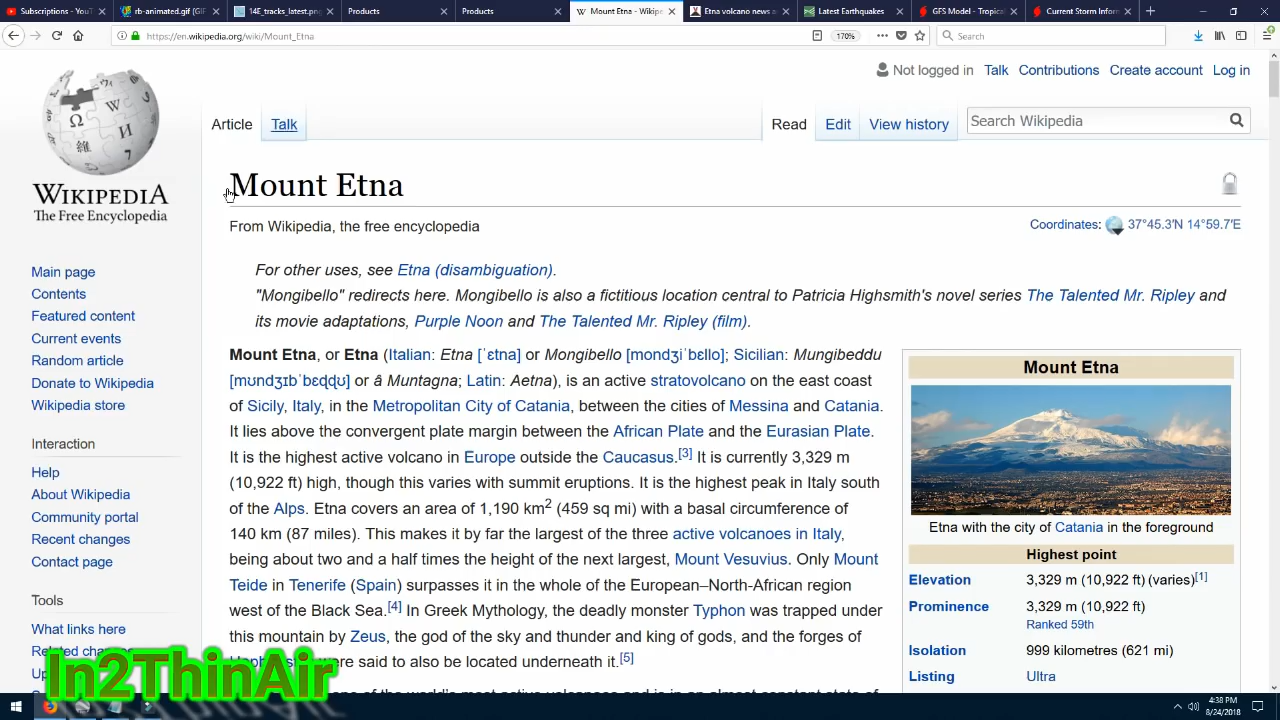 Subscriptions - YouT
rb-animated.gif (GIF
14E_tracks_latest.png
Products
Products
Mount Etna - Wikipe
Etna volcano news a
Latest Earthquakes
GFS Model - Tropical
Current Storm Inform
https://en.wikipedia.org/wiki/Mount_Etna
170%
Search
Not logged in Talk Contributions Create account Log in
Article Talk Read Edit View history
Search Wikipedia
WIKIPEDIA
The Free Encyclopedia
Mount Etna
From Wikipedia, the free encyclopedia
Coordinates: 37°45.3′N 14°59.7′E
For other uses, see Etna (disambiguation).
"Mongibello" redirects here. Mongibello is also a fictitious location central to Patricia Highsmith's novel series The Talented Mr. Ripley and
its movie adaptations, Purple Noon and The Talented Mr. Ripley (film).
Main page
Contents
Featured content
Current events
Random article
Donate to Wikipedia
Wikipedia store
Interaction
Help
About Wikipedia
Community portal
Recent changes
Contact page
Tools
What links here
Related changes
Up
Mount Etna, or Etna (Italian: Etna [ˈɛtna] or Mongibello [mondʒiˈbɛllo]; Sicilian: Mungibeddu
[mʊndʒɪbˈbɛɖɖʊ] or â Muntagna; Latin: Aetna), is an active stratovolcano on the east coast
of Sicily, Italy, in the Metropolitan City of Catania, between the cities of Messina and Catania.
It lies above the convergent plate margin between the African Plate and the Eurasian Plate.
It is the highest active volcano in Europe outside the Caucasus.[3] It is currently 3,329 m
(10,922 ft) high, though this varies with summit eruptions. It is the highest peak in Italy south
of the Alps. Etna covers an area of 1,190 km2 (459 sq mi) with a basal circumference of
140 km (87 miles). This makes it by far the largest of the three active volcanoes in Italy,
being about two and a half times the height of the next largest, Mount Vesuvius. Only Mount
Teide in Tenerife (Spain) surpasses it in the whole of the European–North-African region
west of the Black Sea.[4] In Greek Mythology, the deadly monster Typhon was trapped under
this mountain by Zeus, the god of the sky and thunder and king of gods, and the forges of
were said to also be located underneath it.[5]
one of the world's most active volcanoes and is in an almost constant state of
Mount Etna
Etna with the city of Catania in the foreground
Highest point
Elevation 3,329 m (10,922 ft) (varies)[1]
Prominence 3,329 m (10,922 ft)
Ranked 59th
Isolation 999 kilometres (621 mi)
Listing Ultra
In2ThinAir
4:38 PM
8/24/2018